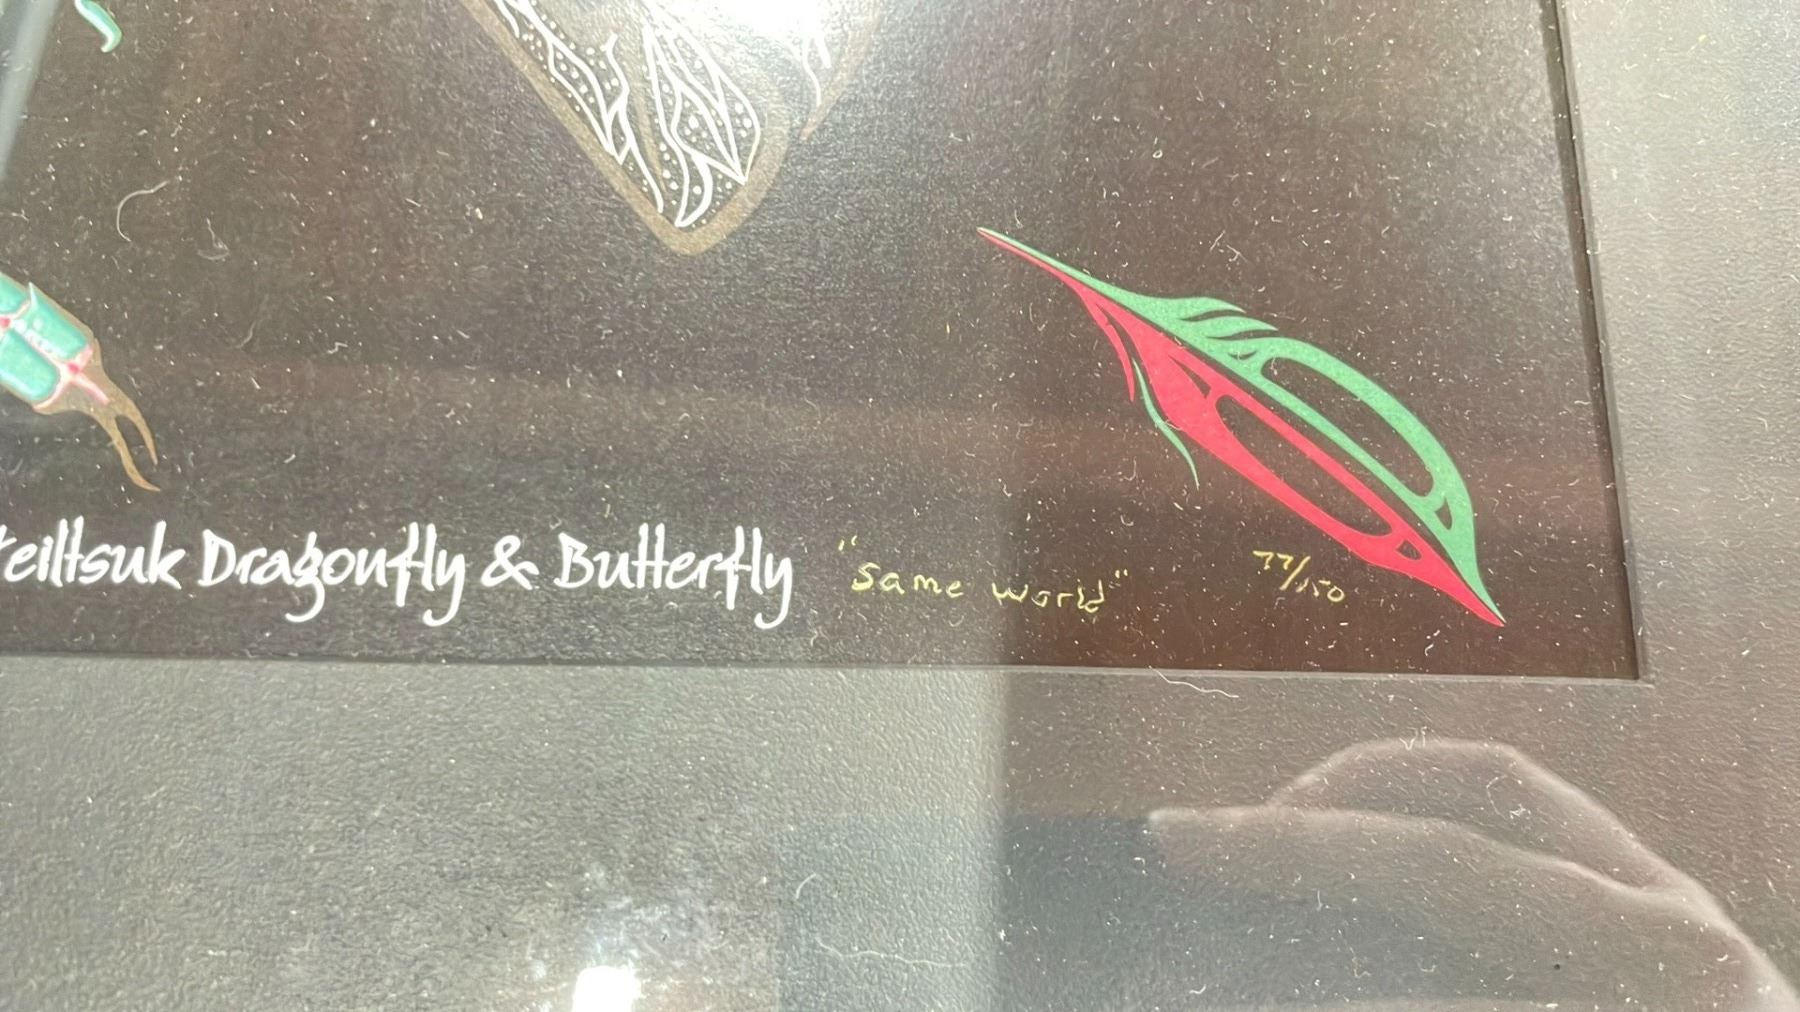 eiltsuk Dragonfly & Butterfly "Same World" 77/150